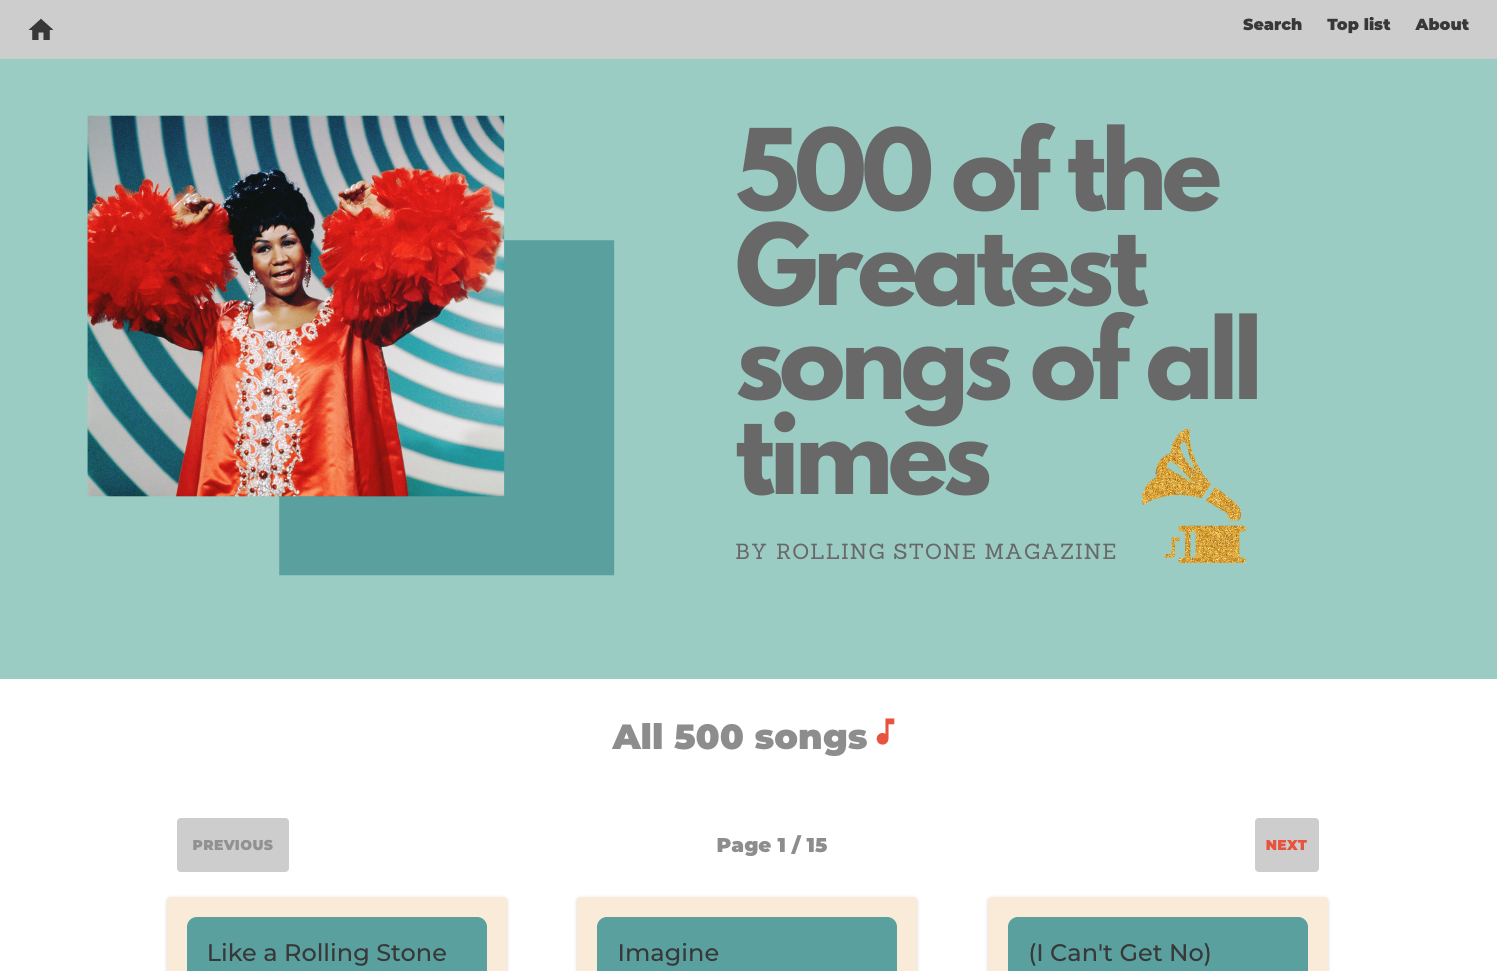 Search Top list About
500 of the
Greatest
songs of all
times
BY ROLLING STONE MAGAZINE
All 500 songs
PREVIOUS
Page 1 / 15
NEXT
Like a Rolling Stone
Imagine
(I Can't Get No)